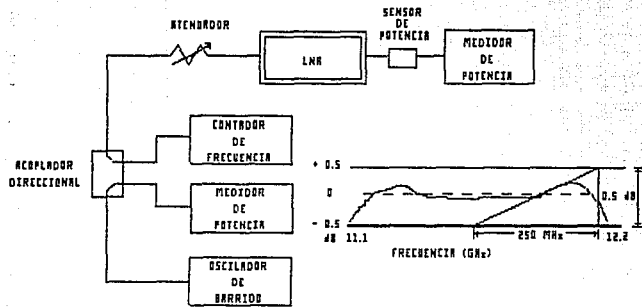 ATENUADOR
SENSOR
DE
POTENCIA
LNA
MEDIDOR
DE
POTENCIA
CONTADOR
DE
FRECUENCIA
ACOPLADOR
DIRECCIONAL
MEDIDOR
DE
POTENCIA
OSCILADOR
DE
BARRIDO
+ 0.5
0
- 0.5
dB
11.1
250 MHz
0.5 dB
12.2
FRECUENCIA (GHz)